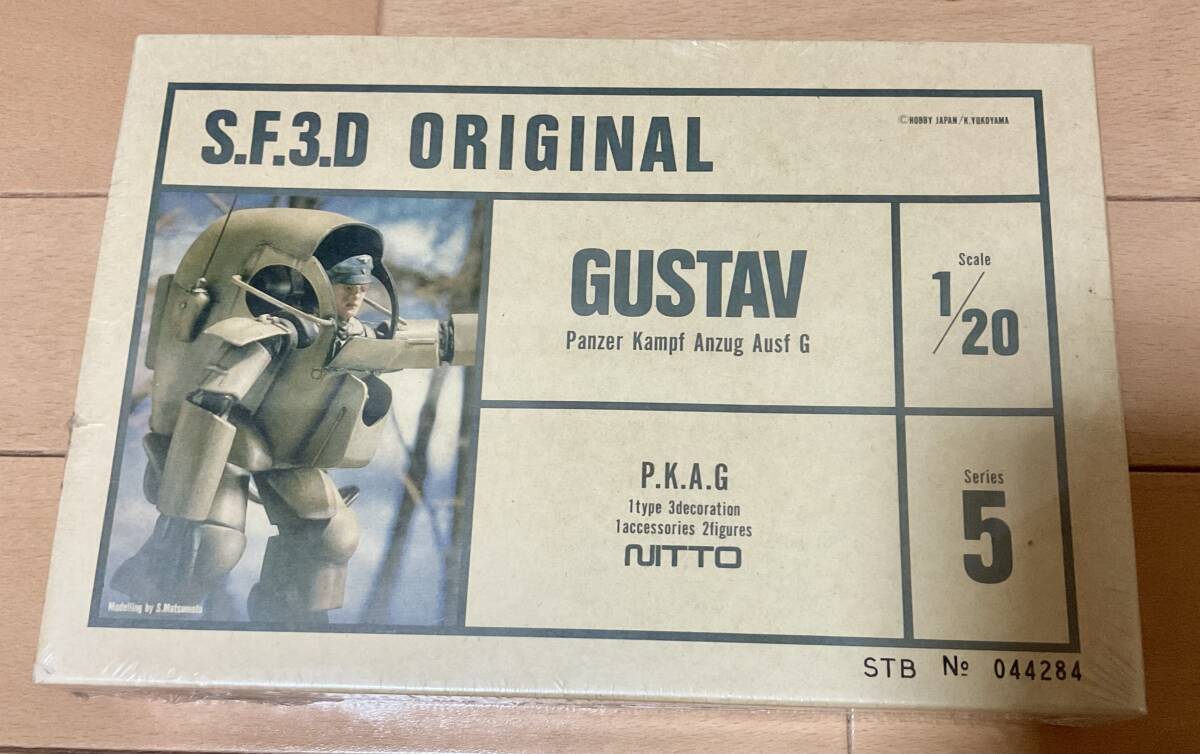 S.F.3.D ORIGINAL
©HOBBY JAPAN/K.YOKOYAMA
GUSTAV
Panzer Kampf Anzug Ausf G
Scale
1/20
P.K.A.G
1type 3decoration
1accessories 2figures
NITTO
Series
5
Modelling by S.Matsumoto
STB № 044284